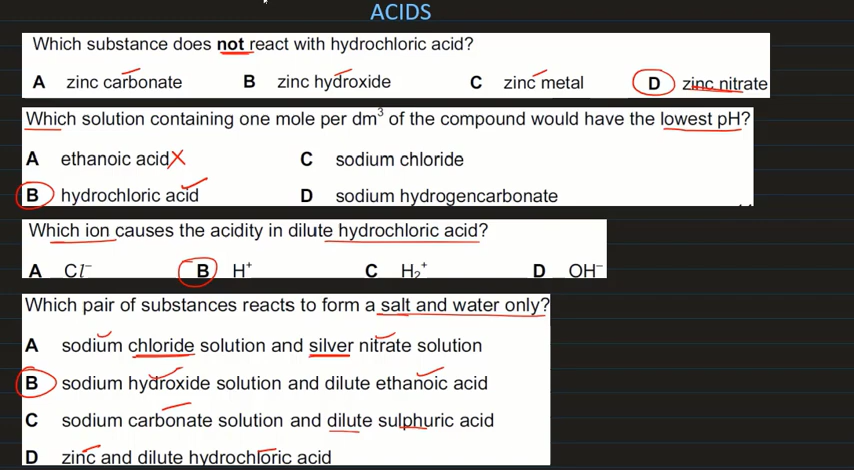 ACIDS
Which substance does not react with hydrochloric acid?
A zinc carbonate B zinc hydroxide C zinc metal D zinc nitrate
Which solution containing one mole per dm³ of the compound would have the lowest pH?
A ethanoic acid C sodium chloride
B hydrochloric acid D sodium hydrogencarbonate
Which ion causes the acidity in dilute hydrochloric acid?
A Cl⁻ B H⁺ C H₂⁺ D OH⁻
Which pair of substances reacts to form a salt and water only?
A sodium chloride solution and silver nitrate solution
B sodium hydroxide solution and dilute ethanoic acid
C sodium carbonate solution and dilute sulphuric acid
D zinc and dilute hydrochloric acid